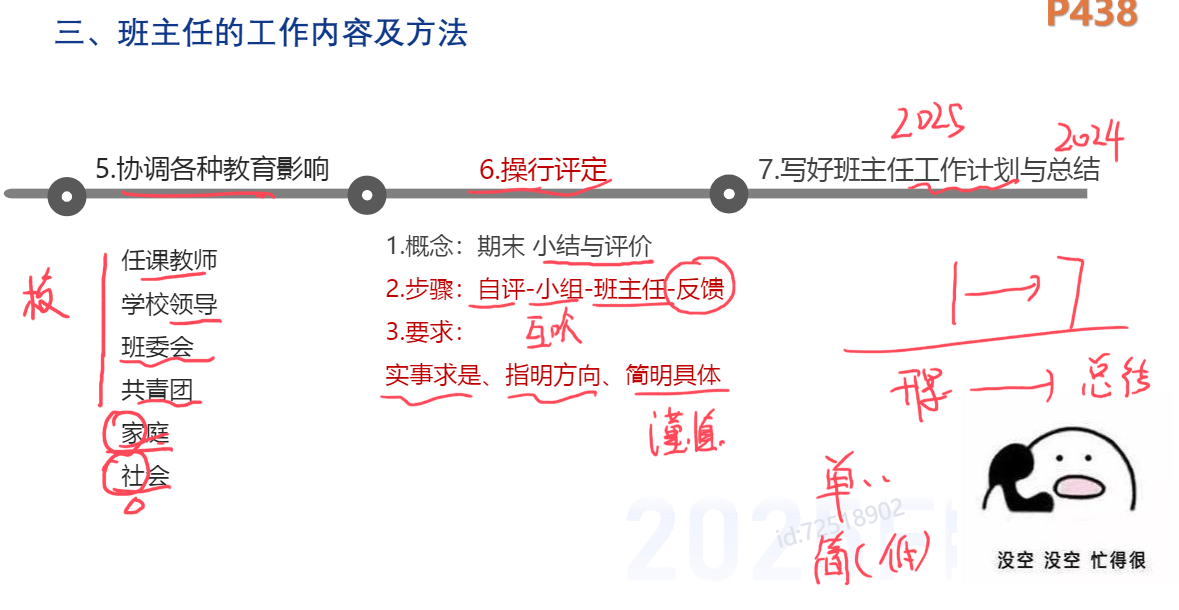 三、班主任的工作内容及方法
P438
2025
2024
5.协调各种教育影响
6.操行评定
7.写好班主任工作计划与总结
校
任课教师
学校领导
班委会
共青团
家庭
社会
1.概念：期末 小结与评价
2.步骤：自评-小组-班主任-反馈
互吹
3.要求：
实事求是、指明方向、简明具体
谨慎.
总结
单..
简(
没空 没空 忙得很
id:72518902
2025